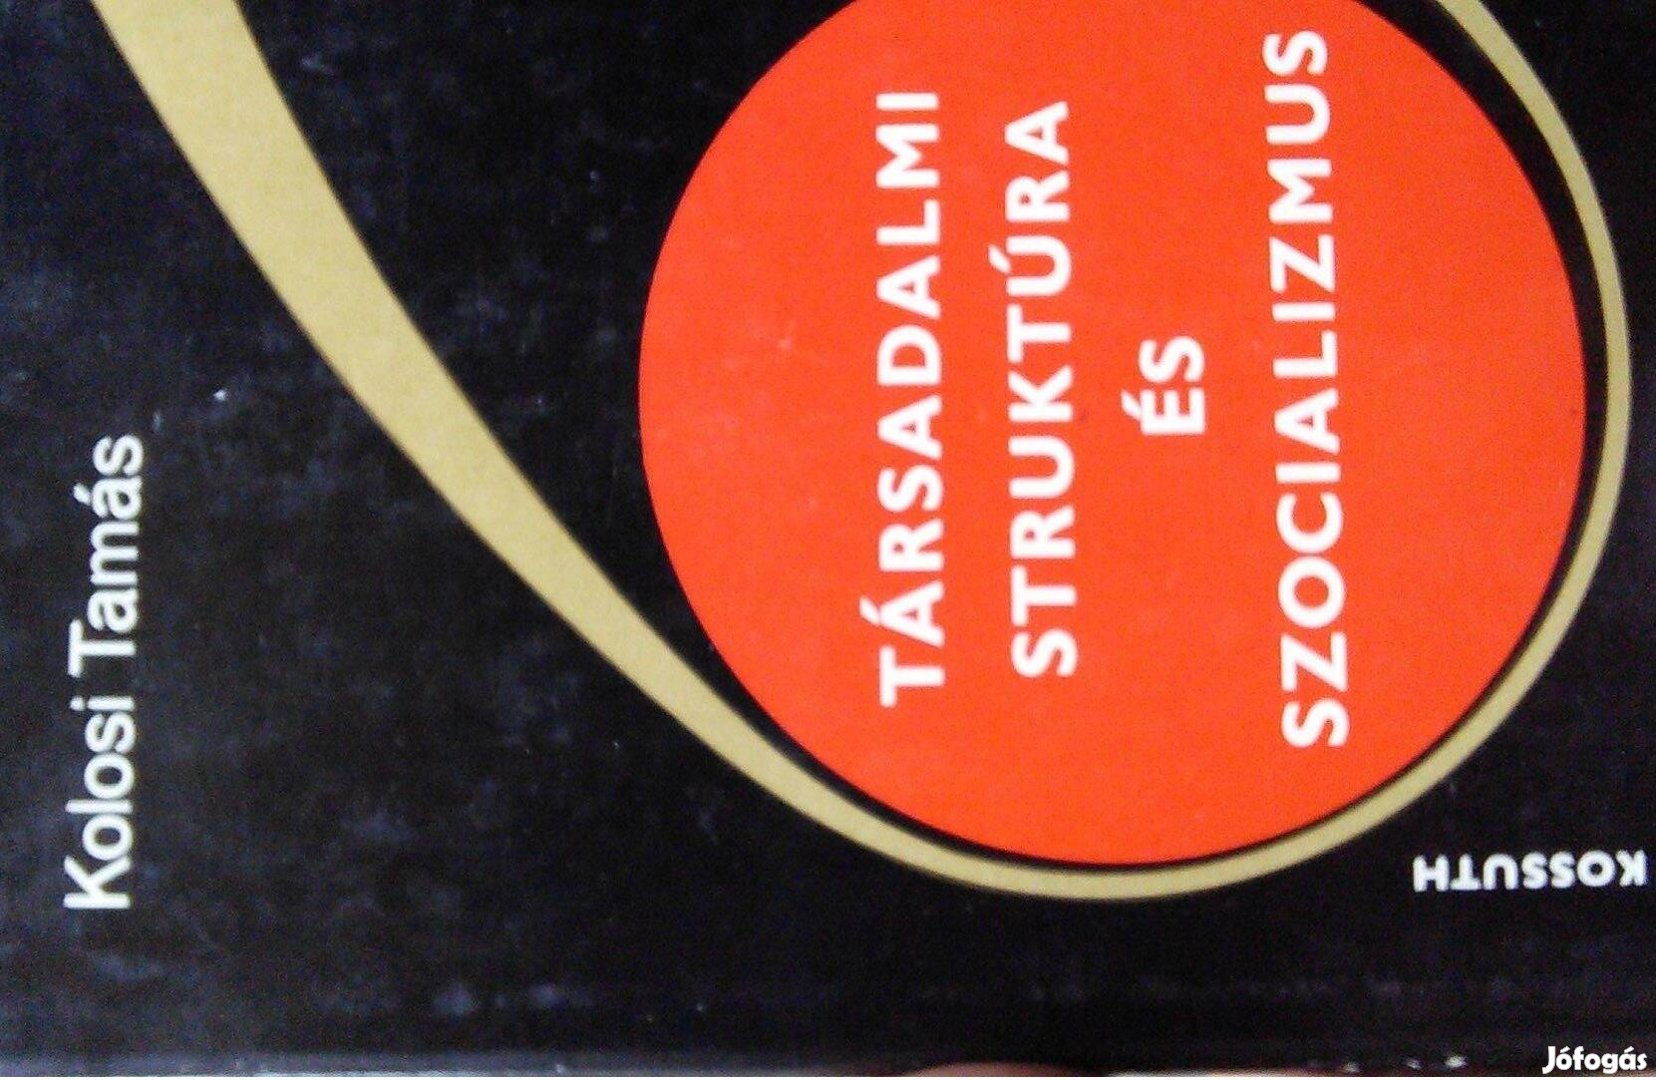 Kolosi Tamás
TÁRSADALMI
STRUKTÚRA
ÉS
SZOCIALIZMUS
KOSSUTH
Jófogás